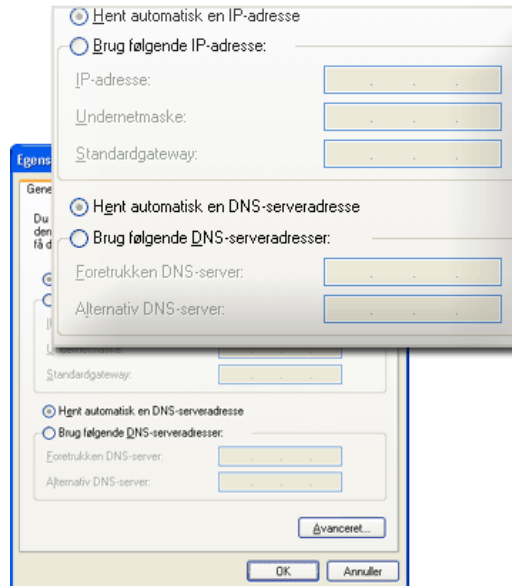 Hent automatisk en IP-adresse
Brug følgende IP-adresse:
IP-adresse:
Undernetmaske:
Standardgateway:
Hent automatisk en DNS-serveradresse
Brug følgende DNS-serveradresser:
Foretrukken DNS-server:
Alternativ DNS-server:
Egens
Gene
Du
den
få d
Undernetmaske:
Standardgateway:
Hent automatisk en DNS-serveradresse
Brug følgende DNS-serveradresser:
Foretrukken DNS-server:
Alternativ DNS-server:
Avanceret...
OK Annuller